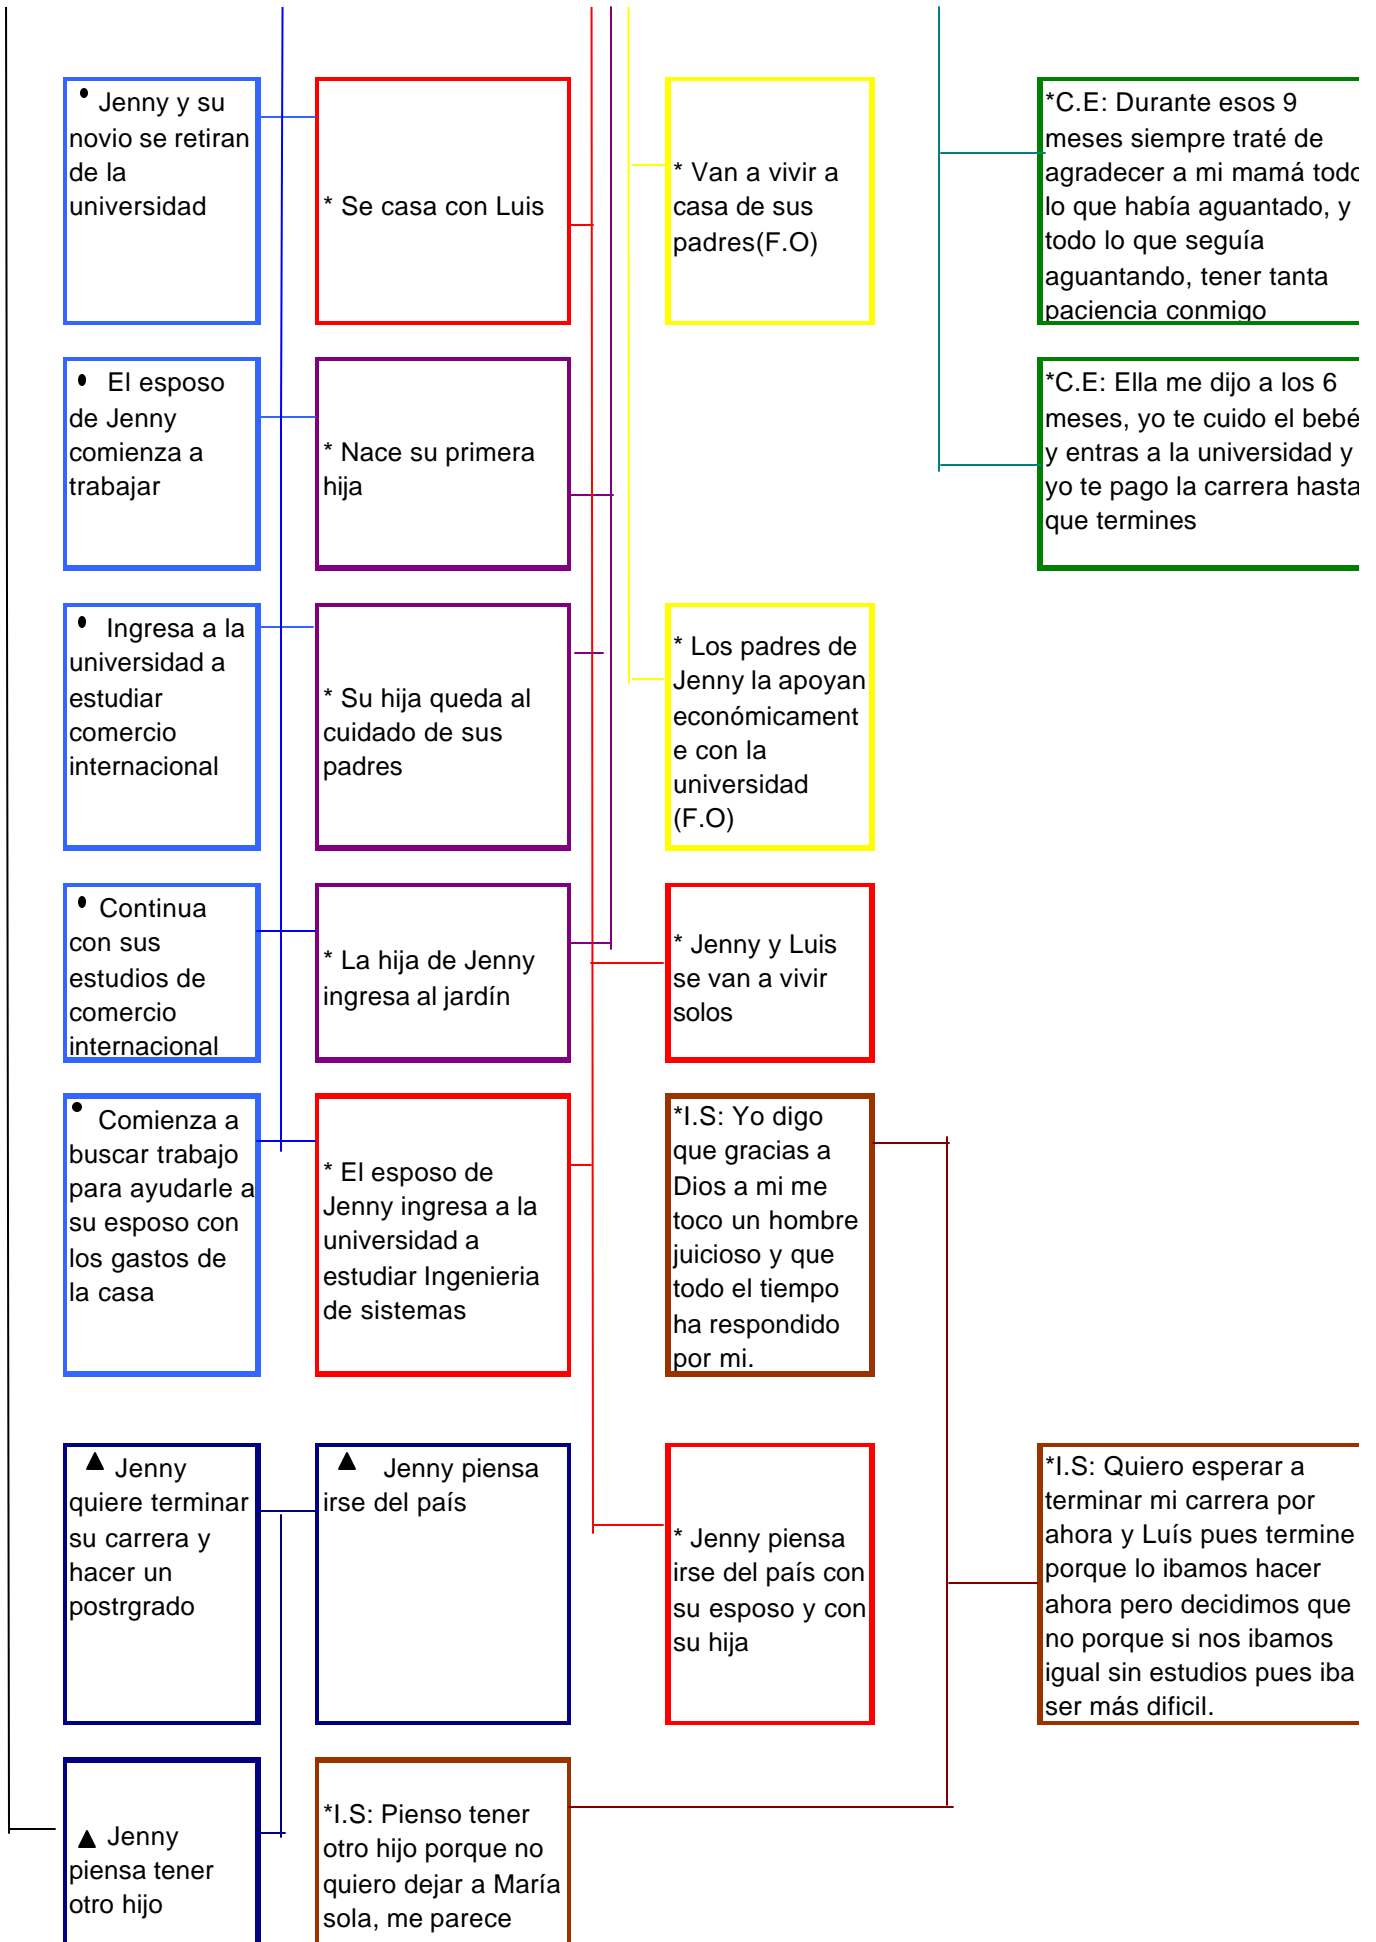 • Jenny y su
novio se retiran
de la
universidad
* Se casa con Luis
* Van a vivir a
casa de sus
padres(F.O)
*C.E: Durante esos 9
meses siempre traté de
agradecer a mi mamá todo
lo que había aguantado, y
todo lo que seguía
aguantando, tener tanta
paciencia conmigo
• El esposo
de Jenny
comienza a
trabajar
* Nace su primera
hija
*C.E: Ella me dijo a los 6
meses, yo te cuido el bebé
y entras a la universidad y
yo te pago la carrera hasta
que termines
• Ingresa a la
universidad a
estudiar
comercio
internacional
* Su hija queda al
cuidado de sus
padres
* Los padres de
Jenny la apoyan
económicament
e con la
universidad
(F.O)
• Continua
con sus
estudios de
comercio
internacional
* La hija de Jenny
ingresa al jardín
* Jenny y Luis
se van a vivir
solos
• Comienza a
buscar trabajo
para ayudarle a
su esposo con
los gastos de
la casa
* El esposo de
Jenny ingresa a la
universidad a
estudiar Ingenieria
de sistemas
*I.S: Yo digo
que gracias a
Dios a mi me
toco un hombre
juicioso y que
todo el tiempo
ha respondido
por mi.
▲ Jenny
quiere terminar
su carrera y
hacer un
postrgrado
▲ Jenny piensa
irse del país
* Jenny piensa
irse del país con
su esposo y con
su hija
*I.S: Quiero esperar a
terminar mi carrera por
ahora y Luís pues termine
porque lo ibamos hacer
ahora pero decidimos que
no porque si nos ibamos
igual sin estudios pues iba
ser más dificil.
▲ Jenny
piensa tener
otro hijo
*I.S: Pienso tener
otro hijo porque no
quiero dejar a María
sola, me parece